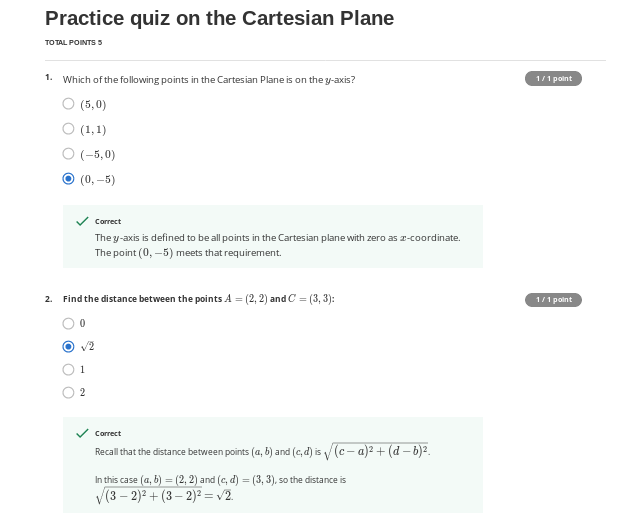 Practice quiz on the Cartesian Plane
TOTAL POINTS 5
1. Which of the following points in the Cartesian Plane is on the y-axis? 1 / 1 point
(5, 0)
(1, 1)
(−5, 0)
(0, −5)
Correct
The y-axis is defined to be all points in the Cartesian plane with zero as x-coordinate.
The point (0, −5) meets that requirement.
2. Find the distance between the points A = (2, 2) and C = (3, 3): 1 / 1 point
0
√2
1
2
Correct
Recall that the distance between points (a, b) and (c, d) is √(c − a)² + (d − b)².
In this case (a, b) = (2, 2) and (c, d) = (3, 3), so the distance is
√(3 − 2)² + (3 − 2)² = √2.